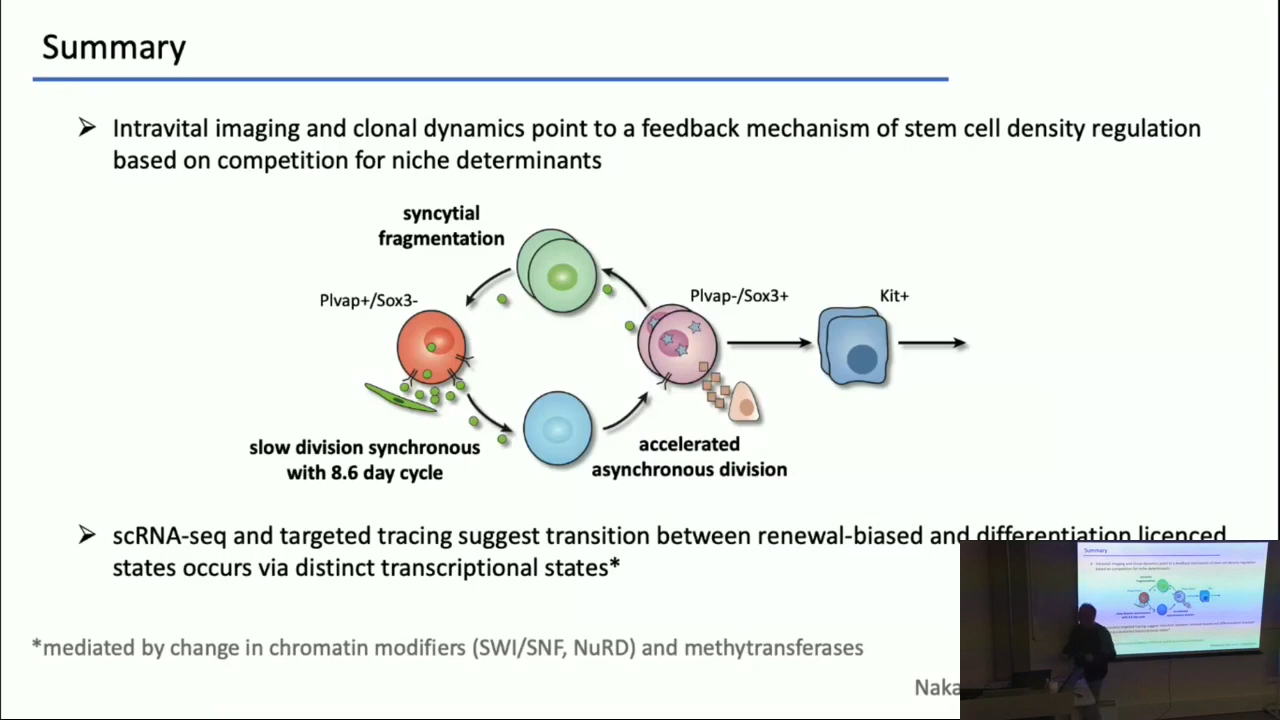 Summary
➢ Intravital imaging and clonal dynamics point to a feedback mechanism of stem cell density regulation
based on competition for niche determinants
syncytial
fragmentation
Plvap+/Sox3-
Plvap-/Sox3+
Kit+
slow division synchronous
with 8.6 day cycle
accelerated
asynchronous division
➢ scRNA-seq and targeted tracing suggest transition between renewal-biased and differentiation licenced
states occurs via distinct transcriptional states*
*mediated by change in chromatin modifiers (SWI/SNF, NuRD) and methytransferases
Summary